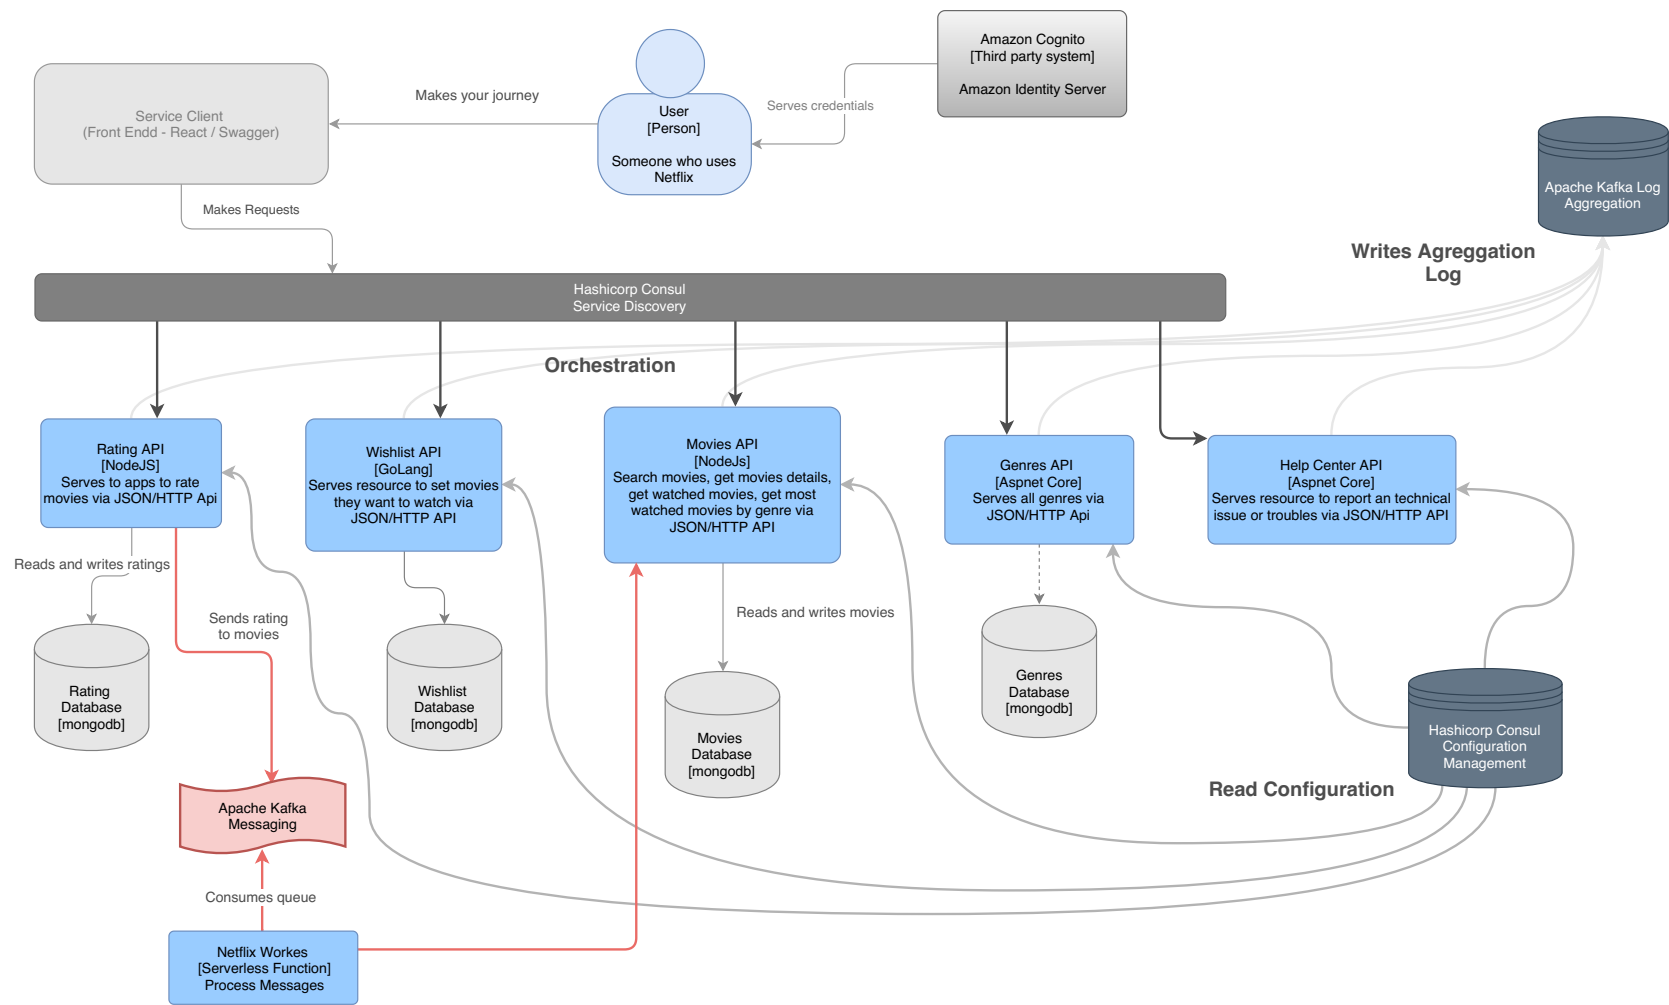 Amazon Cognito
[Third party system]
Amazon Identity Server
Service Client
(Front Endd - React / Swagger)
Makes your journey
User
[Person]
Someone who uses
Netflix
Serves credentials
Apache Kafka Log
Aggregation
Makes Requests
Writes Agreggation
Log
Hashicorp Consul
Service Discovery
Orchestration
Rating API
[NodeJS]
Serves to apps to rate
movies via JSON/HTTP Api
Wishlist API
[GoLang]
Serves resource to set movies
they want to watch via
JSON/HTTP API
Movies API
[NodeJs]
Search movies, get movies details,
get watched movies, get most
watched movies by genre via
JSON/HTTP API
Genres API
[Aspnet Core]
Serves all genres via
JSON/HTTP Api
Help Center API
[Aspnet Core]
Serves resource to report an technical
issue or troubles via JSON/HTTP API
Reads and writes ratings
Sends rating
to movies
Reads and writes movies
Rating
Database
[mongodb]
Wishlist
Database
[mongodb]
Movies
Database
[mongodb]
Genres
Database
[mongodb]
Hashicorp Consul
Configuration
Management
Read Configuration
Apache Kafka
Messaging
Consumes queue
Netflix Workes
[Serverless Function]
Process Messages